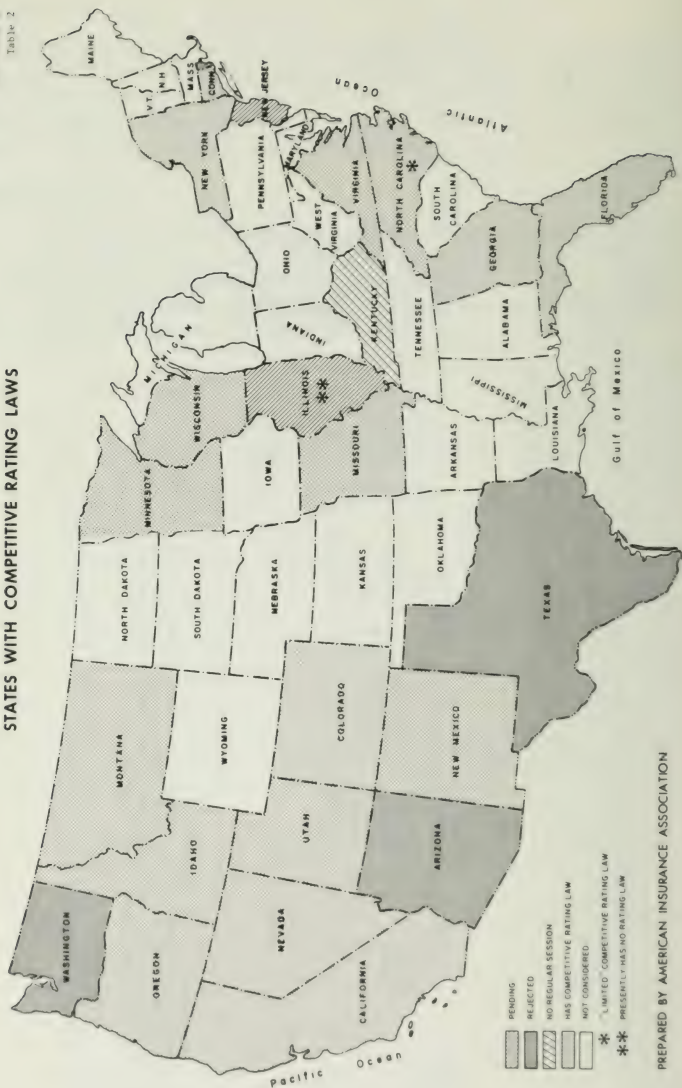 Table 2
STATES WITH COMPETITIVE RATING LAWS
WASHINGTON
OREGON
CALIFORNIA
NEVADA
IDAHO
MONTANA
WYOMING
UTAH
ARIZONA
COLORADO
NEW MEXICO
NORTH DAKOTA
SOUTH DAKOTA
NEBRASKA
KANSAS
OKLAHOMA
TEXAS
MINNESOTA
IOWA
MISSOURI
ARKANSAS
LOUISIANA
WISCONSIN
ILLINOIS
**
MICHIGAN
INDIANA
OHIO
KENTUCKY
TENNESSEE
MISSISSIPPI
ALABAMA
GEORGIA
FLORIDA
SOUTH CAROLINA
NORTH CAROLINA
*
VIRGINIA
WEST VIRGINIA
MARYLAND
PENNSYLVANIA
NEW JERSEY
NEW YORK
CONN
MASS
V.T.
N.H
MAINE
Pacific Ocean
Atlantic Ocean
Gulf of Mexico
PENDING
REJECTED
NO REGULAR SESSION
HAS COMPETITIVE RATING LAW
NOT CONSIDERED
* "LIMITED" COMPETITIVE RATING LAW
** PRESENTLY HAS NO RATING LAW
PREPARED BY AMERICAN INSURANCE ASSOCIATION